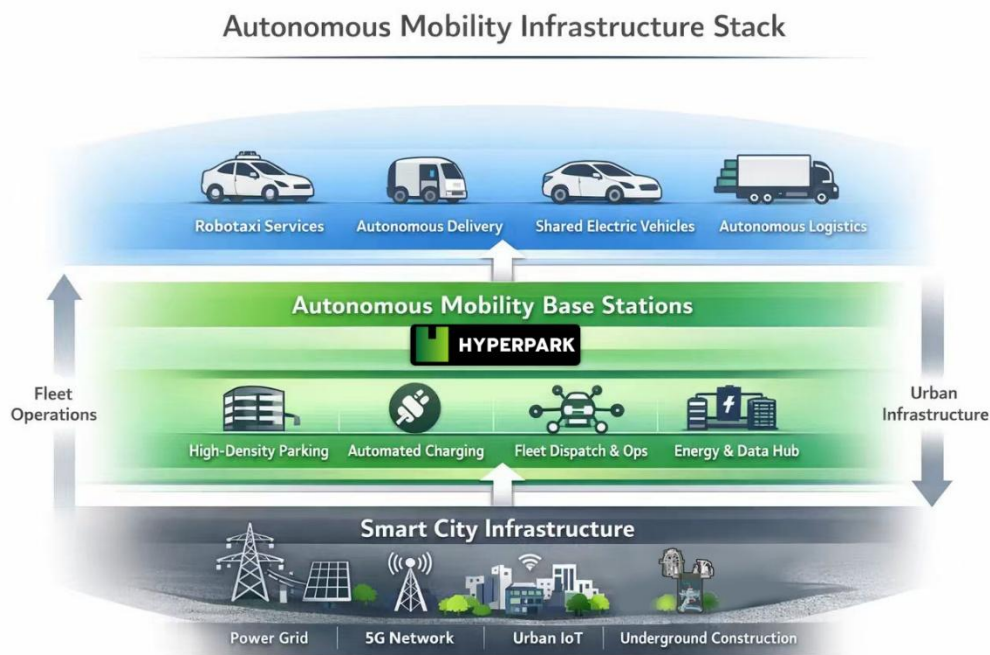 Autonomous Mobility Infrastructure Stack
Robotaxi Services
Autonomous Delivery
Shared Electric Vehicles
Autonomous Logistics
Autonomous Mobility Base Stations
HYPERPARK
Fleet
Operations
Urban
Infrastructure
High-Density Parking
Automated Charging
Fleet Dispatch & Ops
Energy & Data Hub
Smart City Infrastructure
Power Grid
5G Network
Urban IoT
Underground Construction